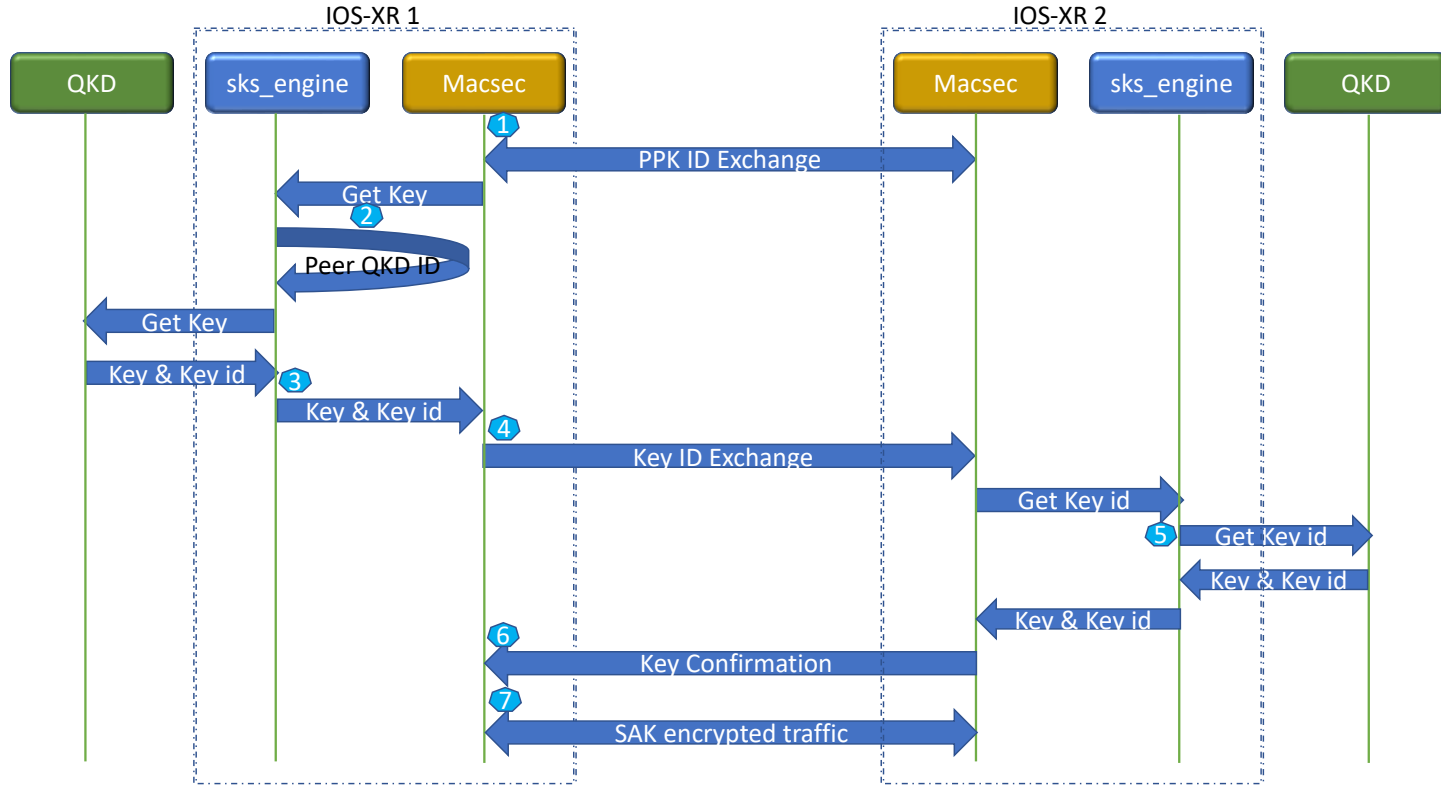 IOS-XR 1
IOS-XR 2
QKD
sks_engine
Macsec
Macsec
sks_engine
QKD
1
PPK ID Exchange
Get Key
2
Peer QKD ID
Get Key
Key & Key id
3
Key & Key id
4
Key ID Exchange
Get Key id
5
Get Key id
Key & Key id
Key & Key id
6
Key Confirmation
7
SAK encrypted traffic